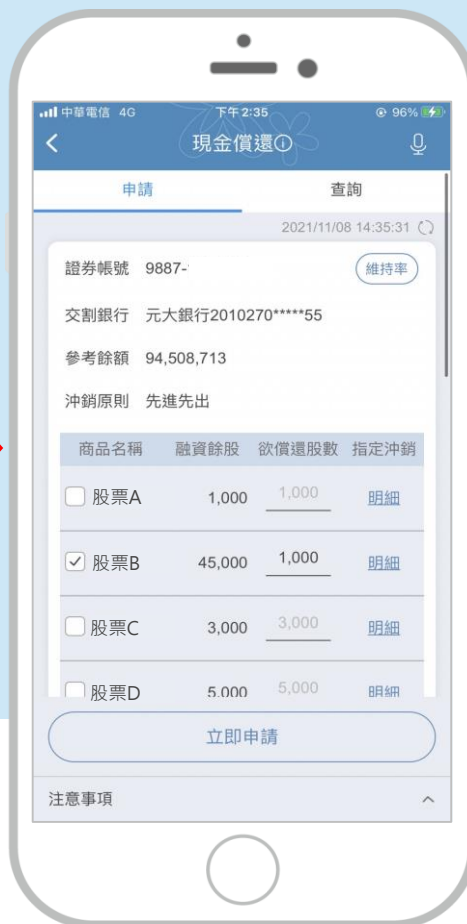 中華電信 4G 下午2:35 96%
現金償還
申請 查詢
2021/11/08 14:35:31
證券帳號 9887- 維持率
交割銀行 元大銀行2010270*****55
參考餘額 94,508,713
沖銷原則 先進先出
商品名稱 融資餘股 欲償還股數 指定沖銷
股票A 1,000 1,000 明細
股票B 45,000 1,000 明細
股票C 3,000 3,000 明細
股票D 5,000 5,000 明細
立即申請
注意事項